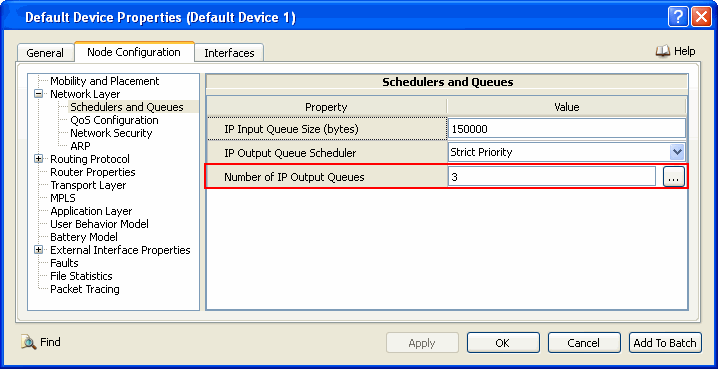 Default Device Properties (Default Device 1)
?
X
General
Node Configuration
Interfaces
Help
Mobility and Placement
Network Layer
Schedulers and Queues
QoS Configuration
Network Security
ARP
Routing Protocol
Router Properties
Transport Layer
MPLS
Application Layer
User Behavior Model
Battery Model
External Interface Properties
Faults
File Statistics
Packet Tracing
Schedulers and Queues
Property Value
IP Input Queue Size (bytes) 150000
IP Output Queue Scheduler Strict Priority
Number of IP Output Queues 3 ...
Find
Apply
OK
Cancel
Add To Batch